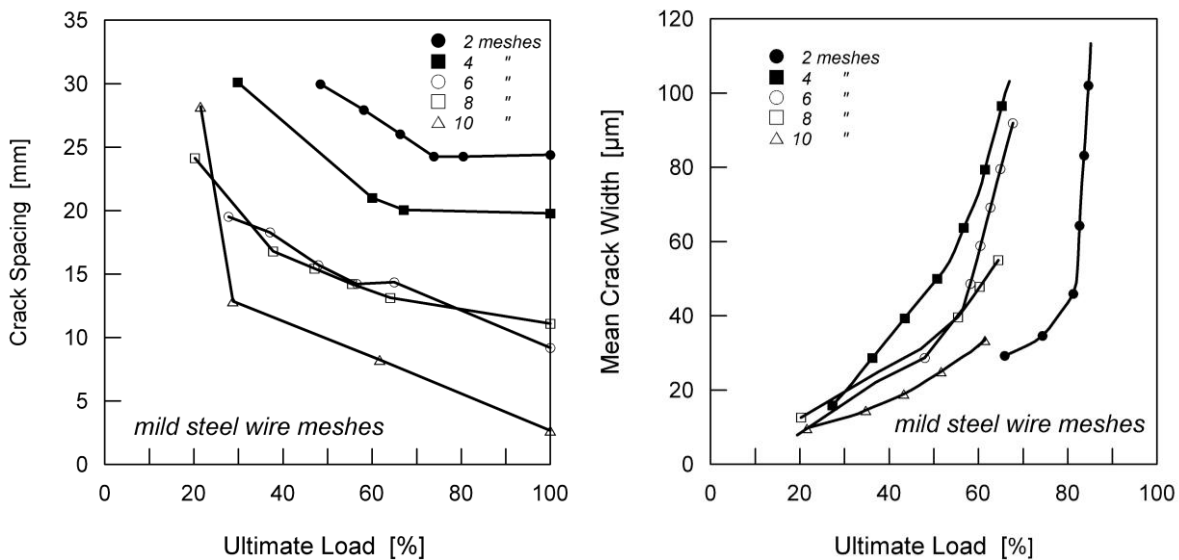 35
30
25
20
15
10
5
0
Crack Spacing [mm]
2 meshes
4 "
6 "
8 "
10 "
mild steel wire meshes
0 20 40 60 80 100
Ultimate Load [%]
120
100
80
60
40
20
0
Mean Crack Width [µm]
2 meshes
4 "
6 "
8 "
10 "
mild steel wire meshes
0 20 40 60 80 100
Ultimate Load [%]